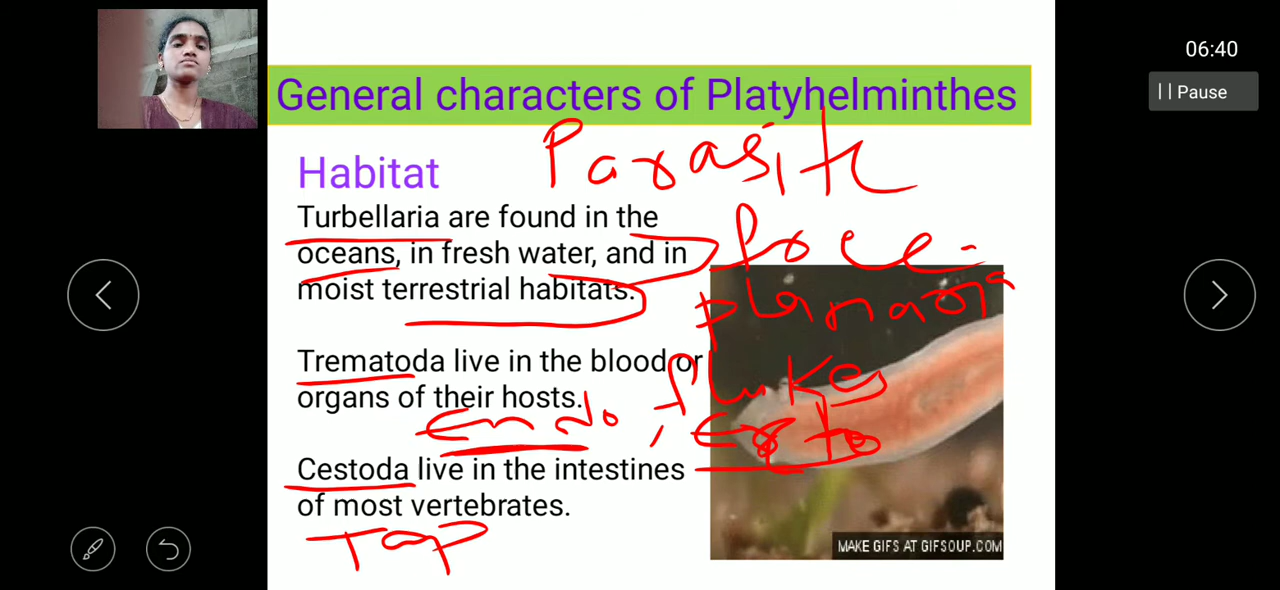 06:40
Pause
General characters of Platyhelminthes
Parasite
Habitat
Turbellaria are found in the
oceans, in fresh water, and in
moist terrestrial habitats.
free
planaria
Trematoda live in the blood or
organs of their hosts.
flukes
endo, ecto
Cestoda live in the intestines
of most vertebrates.
Tap
MAKE GIFS AT GIFSOUP.COM